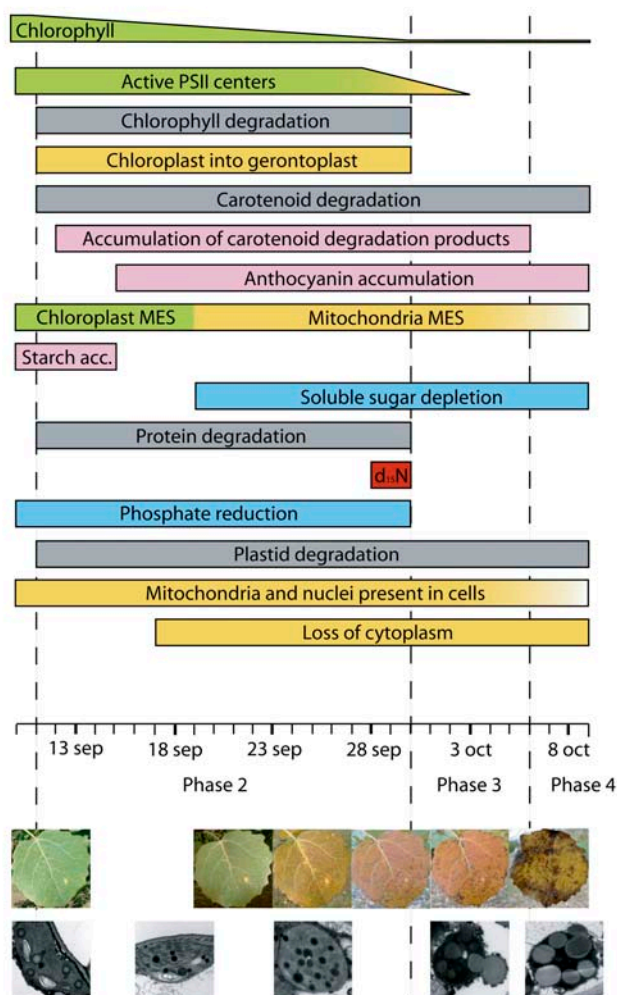 Chlorophyll
Active PSII centers
Chlorophyll degradation
Chloroplast into gerontoplast
Carotenoid degradation
Accumulation of carotenoid degradation products
Anthocyanin accumulation
Chloroplast MES Mitochondria MES
Starch acc.
Soluble sugar depletion
Protein degradation
d₁₅N
Phosphate reduction
Plastid degradation
Mitochondria and nuclei present in cells
Loss of cytoplasm
13 sep 18 sep 23 sep 28 sep 3 oct 8 oct
Phase 2 Phase 3 Phase 4